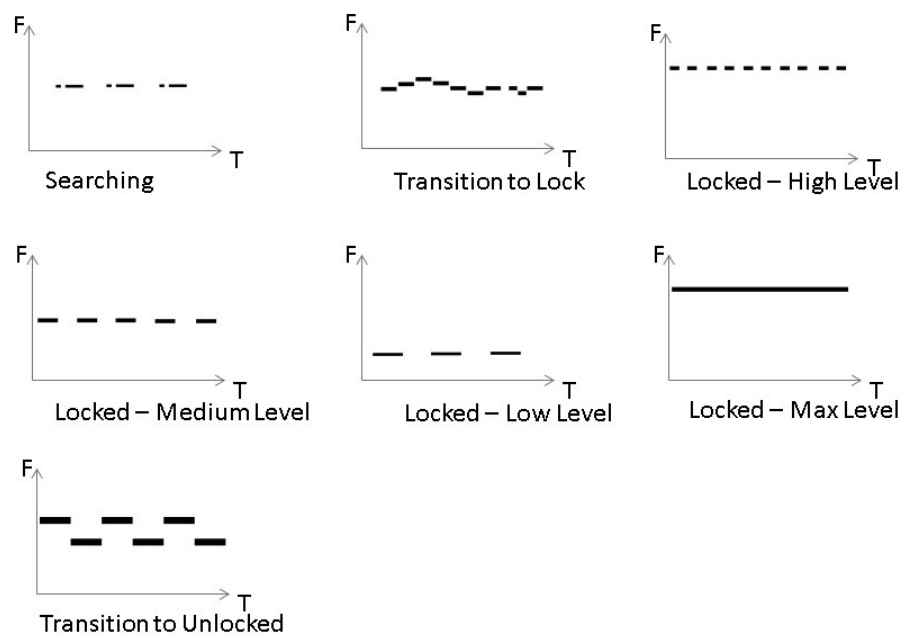 F
T
Searching
F
T
Transition to Lock
F
T
Locked – High Level
F
T
Locked – Medium Level
F
T
Locked – Low Level
F
T
Locked – Max Level
F
T
Transition to Unlocked